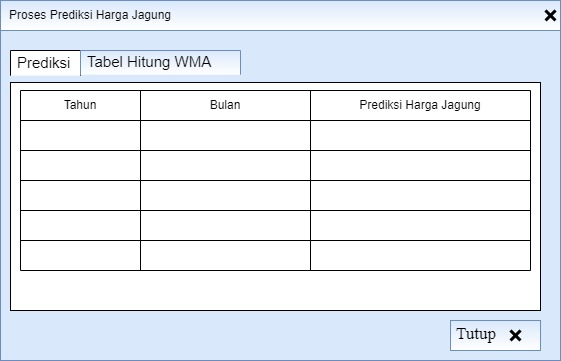 Proses Prediksi Harga Jagung
Prediksi Tabel Hitung WMA
Tahun Bulan Prediksi Harga Jagung
Tutup